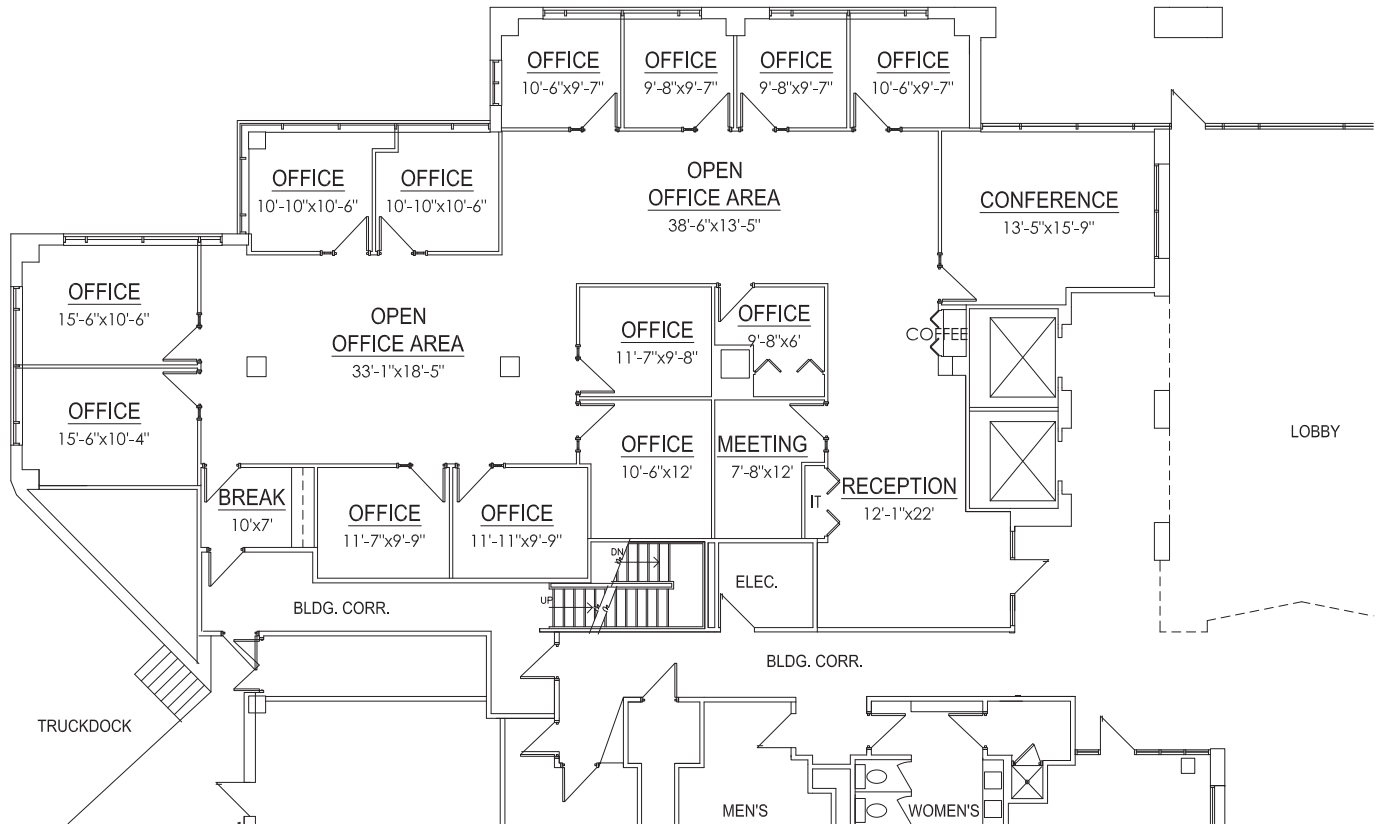 OFFICE
10'-6"x9'-7"
OFFICE
9'-8"x9'-7"
OFFICE
9'-8"x9'-7"
OFFICE
10'-6"x9'-7"
OFFICE
10'-10"x10'-6"
OFFICE
10'-10"x10'-6"
OPEN
OFFICE AREA
38'-6"x13'-5"
CONFERENCE
13'-5"x15'-9"
OFFICE
15'-6"x10'-6"
OPEN
OFFICE AREA
33'-1"x18'-5"
OFFICE
11'-7"x9'-8"
OFFICE
9'-8"x6'
COFFEE
OFFICE
15'-6"x10'-4"
OFFICE
10'-6"x12'
MEETING
7'-8"x12'
LOBBY
BREAK
10'x7'
OFFICE
11'-7"x9'-9"
OFFICE
11'-11"x9'-9"
IT
RECEPTION
12'-1"x22'
DN
UP
ELEC.
BLDG. CORR.
BLDG. CORR.
TRUCKDOCK
MEN'S
WOMEN'S